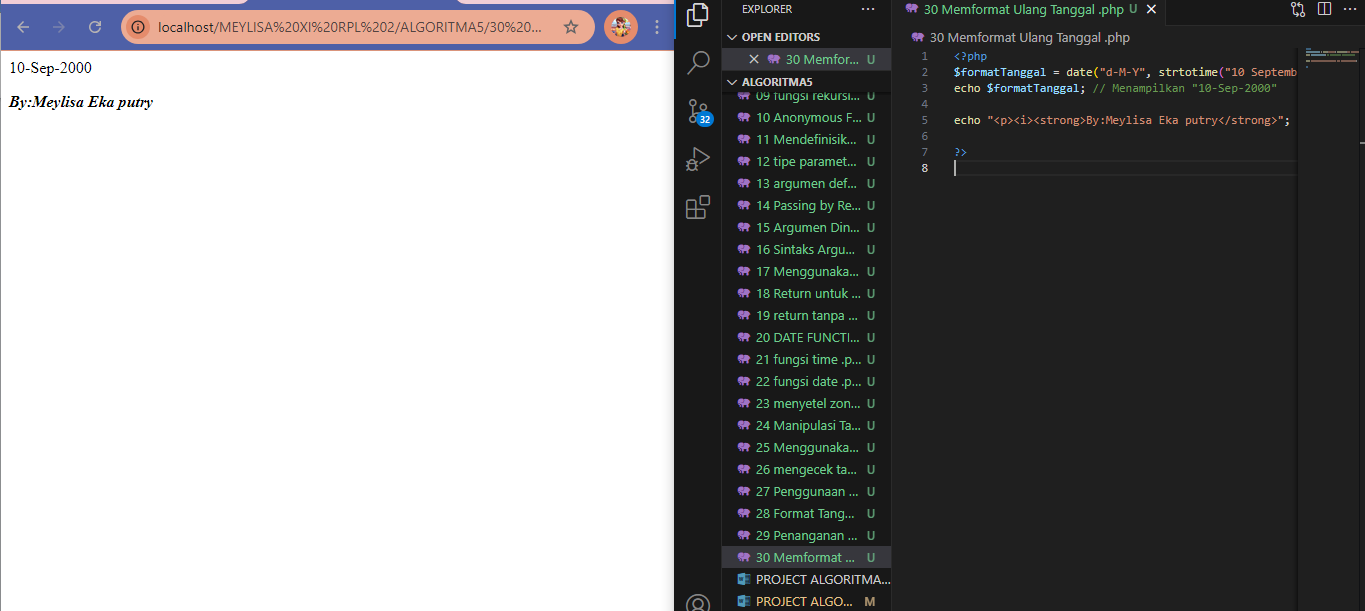 localhost/MEYLISA%20XI%20RPL%202/ALGORITMA5/30%20...
10-Sep-2000
By:Meylisa Eka putry
32
EXPLORER
OPEN EDITORS
30 Memfor... U
ALGORITMA5
09 fungsi rekursi... U
10 Anonymous F... U
11 Mendefinisik... U
12 tipe paramet... U
13 argumen def... U
14 Passing by Re... U
15 Argumen Din... U
16 Sintaks Argu... U
17 Menggunaka... U
18 Return untuk ... U
19 return tanpa ... U
20 DATE FUNCTI... U
21 fungsi time .p... U
22 fungsi date .p... U
23 menyetel zon... U
24 Manipulasi Ta... U
25 Menggunaka... U
26 mengecek ta... U
27 Penggunaan ... U
28 Format Tang... U
29 Penanganan ... U
30 Memformat ... U
PROJECT ALGORITMA...
PROJECT ALGO... M
30 Memformat Ulang Tanggal .php U
30 Memformat Ulang Tanggal .php
1 <?php
2 $formatTanggal = date("d-M-Y", strtotime("10 Septemb
3 echo $formatTanggal; // Menampilkan "10-Sep-2000"
4
5 echo "<p><i><strong>By:Meylisa Eka putry</strong>";
6
7 ?>
8